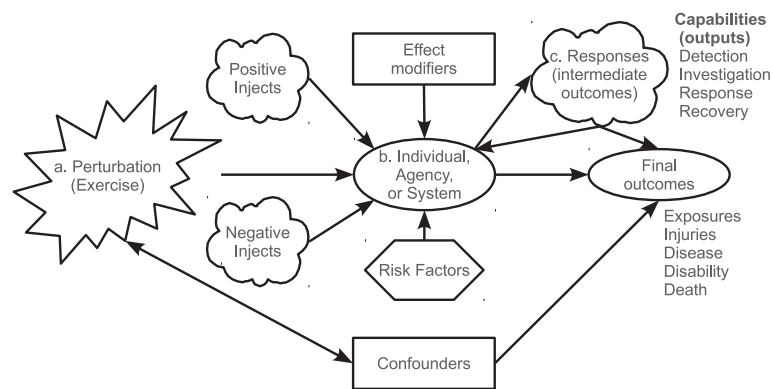 Capabilities
(outputs)
Detection
Investigation
Response
Recovery
Positive
Injects
Effect
modifiers
c. Responses
(intermediate
outcomes)
a. Perturbation
(Exercise)
b. Individual,
Agency,
or System
Final
outcomes
Negative
Injects
Risk Factors
Exposures
Injuries
Disease
Disability
Death
Confounders